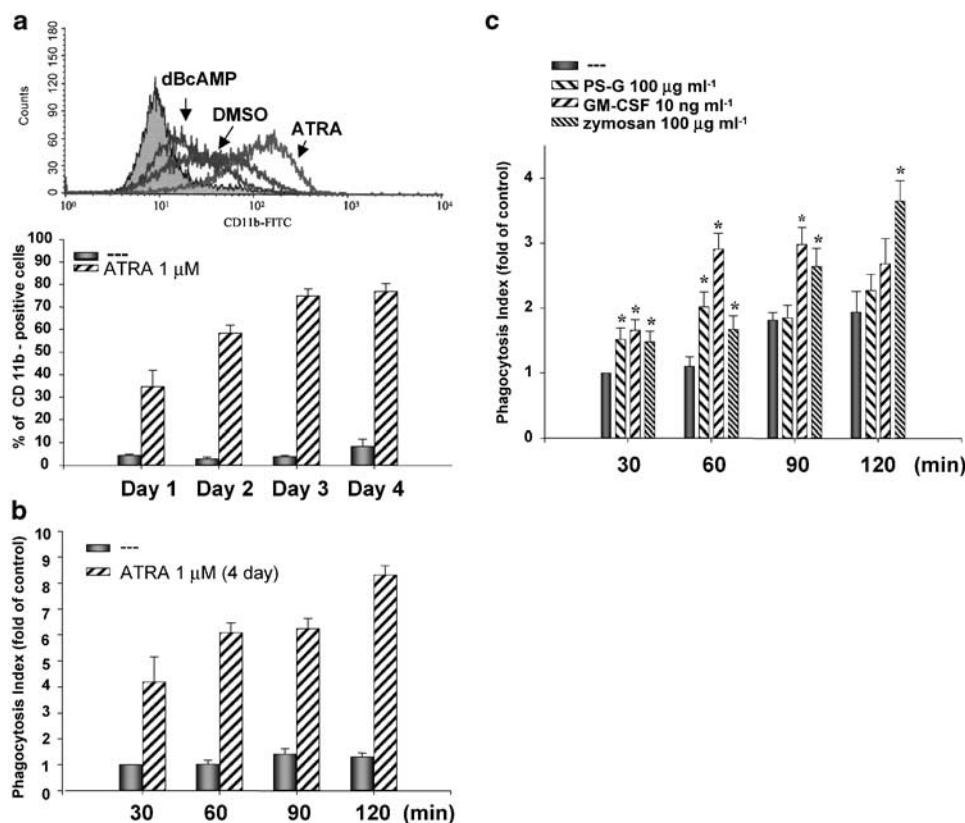 a
180
150
120
90
60
30
0
Counts
dBcAMP
DMSO
ATRA
10⁰ 10¹ 10² 10³ 10⁴
CD11b-FITC
100
90
80
70
60
50
40
30
20
10
0
% of CD 11b - positive cells
---
ATRA 1 μM
Day 1 Day 2 Day 3 Day 4
b
10
9
8
7
6
5
4
3
2
1
0
Phagocytosis Index (fold of control)
---
ATRA 1 μM (4 day)
30 60 90 120 (min)
c
---
PS-G 100 μg ml⁻¹
GM-CSF 10 ng ml⁻¹
zymosan 100 μg ml⁻¹
4
3
2
1
0
Phagocytosis Index (fold of control)
* * *
* * *
* *
*
30 60 90 120 (min)